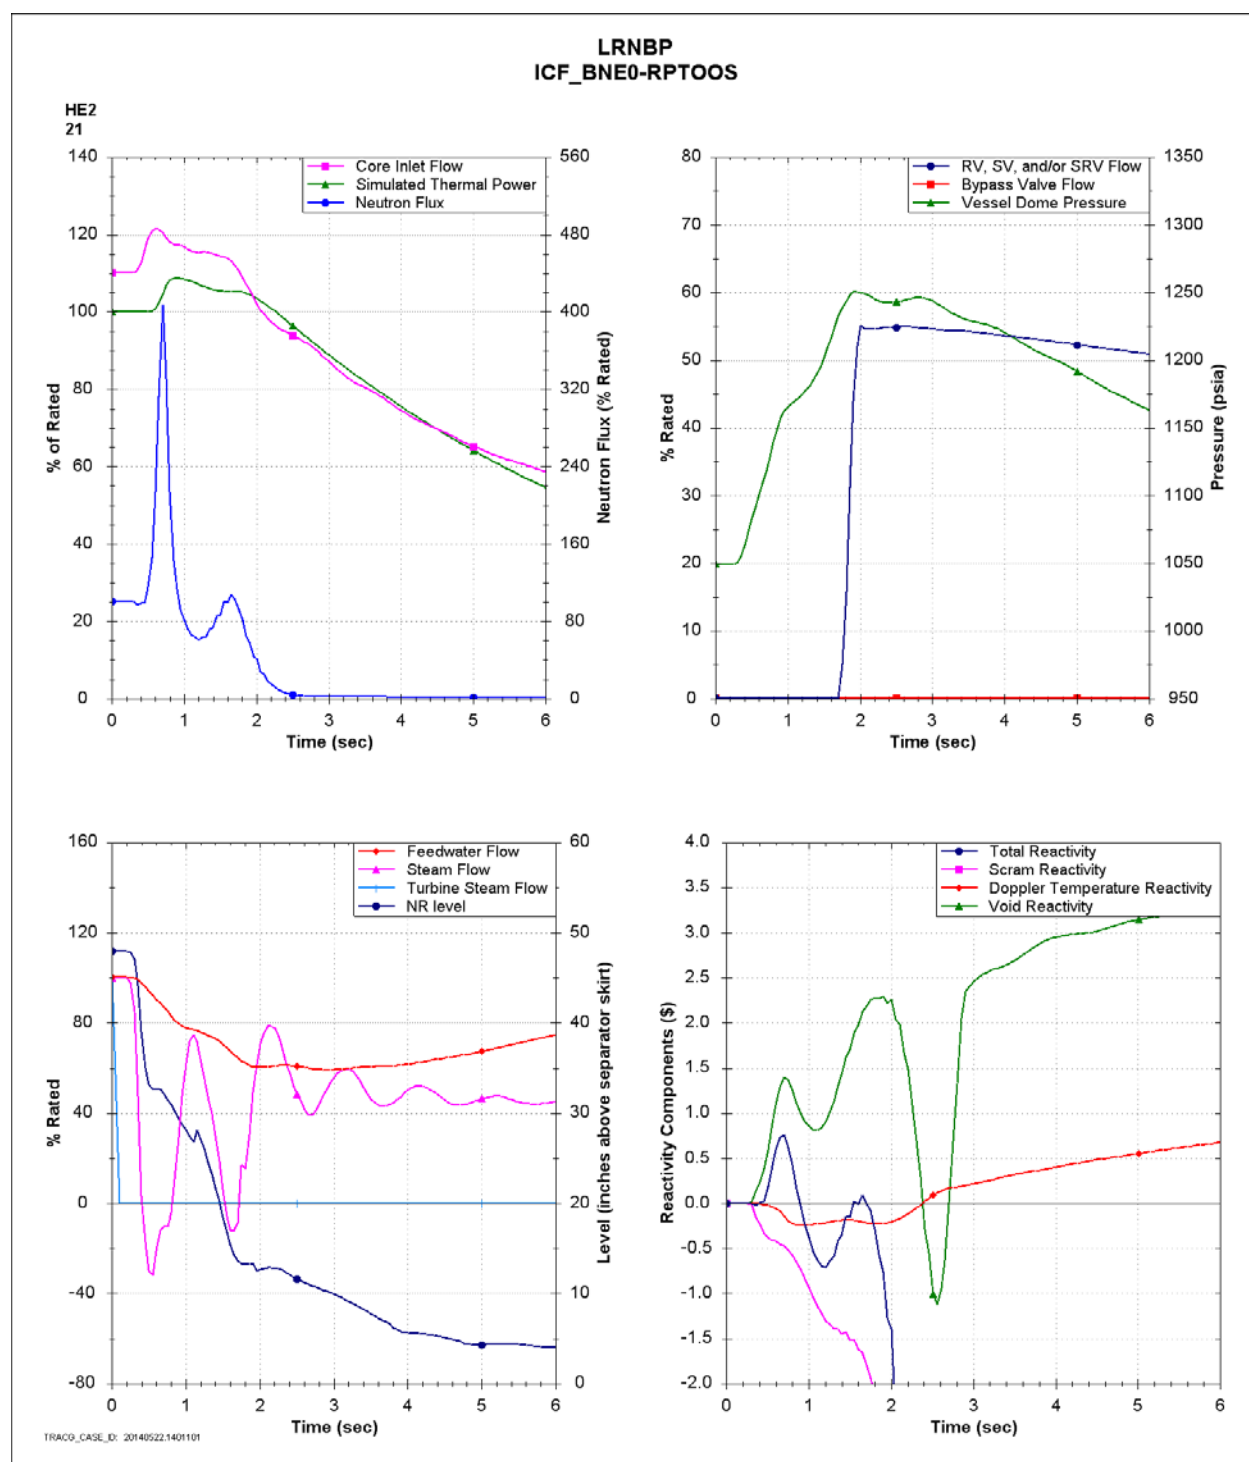 LRNBP
ICF_BNE0-RPTOOS
HE2
21
Core Inlet Flow
Simulated Thermal Power
Neutron Flux
140
120
100
80
60
40
20
0
% of Rated
560
480
400
320
240
160
80
0
Neutron Flux (% Rated)
0 1 2 3 4 5 6
Time (sec)
RV, SV, and/or SRV Flow
Bypass Valve Flow
Vessel Dome Pressure
80
70
60
50
40
30
20
10
0
% Rated
1350
1300
1250
1200
1150
1100
1050
1000
950
Pressure (psia)
0 1 2 3 4 5 6
Time (sec)
Feedwater Flow
Steam Flow
Turbine Steam Flow
NR level
160
120
80
40
0
-40
-80
% Rated
60
50
40
30
20
10
0
Level (inches above separator skirt)
0 1 2 3 4 5 6
Time (sec)
Total Reactivity
Scram Reactivity
Doppler Temperature Reactivity
Void Reactivity
4.0
3.5
3.0
2.5
2.0
1.5
1.0
0.5
0.0
-0.5
-1.0
-1.5
-2.0
Reactivity Components ($)
0 1 2 3 4 5 6
Time (sec)
TRACG_CASE_ID: 20140522.1401101